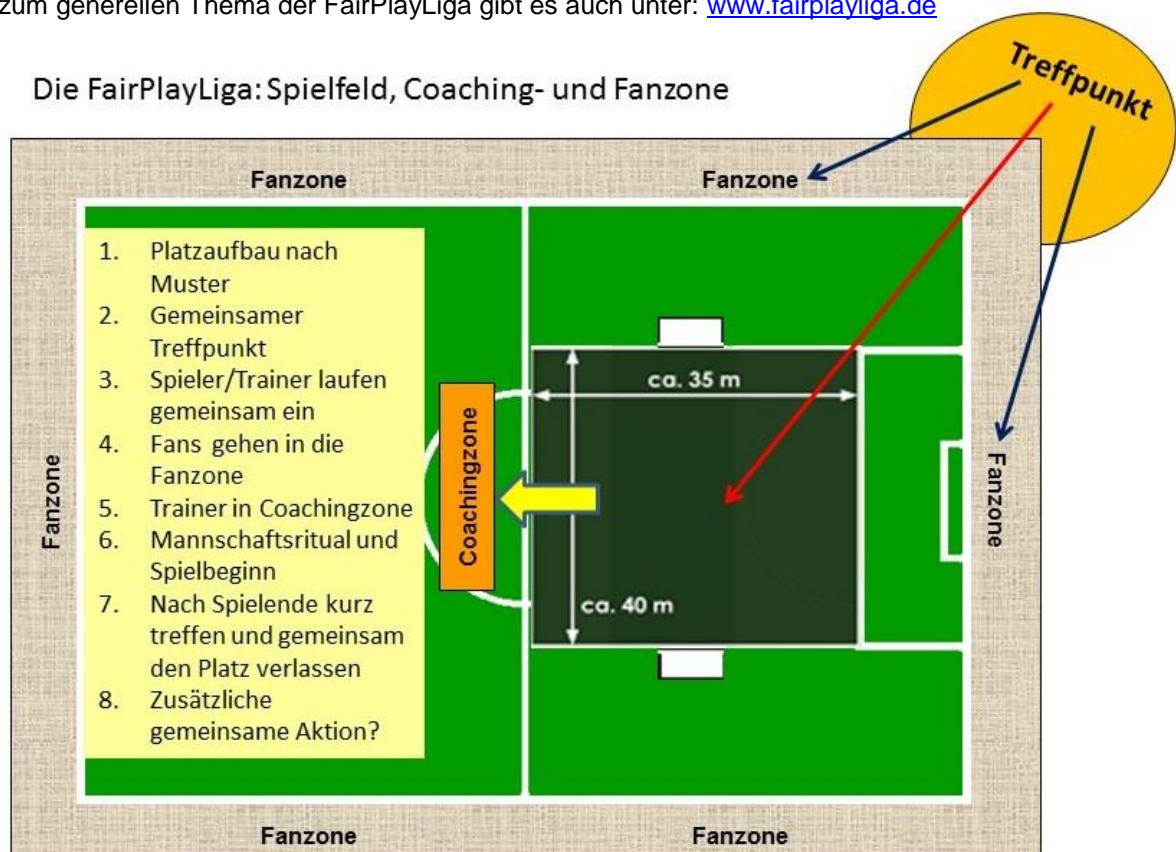 zum generellen Thema der FairPlayLiga gibt es auch unter: www.fairplayliga.de
Die FairPlayLiga: Spielfeld, Coaching- und Fanzone
Treffpunkt
Fanzone
Fanzone
1. Platzaufbau nach
Muster
2. Gemeinsamer
Treffpunkt
3. Spieler/Trainer laufen
gemeinsam ein
4. Fans gehen in die
Fanzone
5. Trainer in Coachingzone
6. Mannschaftsritual und
Spielbeginn
7. Nach Spielende kurz
treffen und gemeinsam
den Platz verlassen
8. Zusätzliche
gemeinsame Aktion?
Fanzone
Coachingzone
ca. 35 m
ca. 40 m
Fanzone
Fanzone
Fanzone